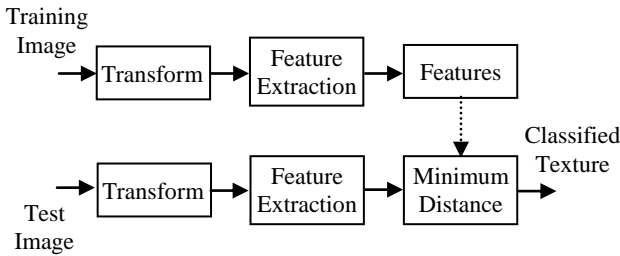 Training
Image
Transform
Feature
Extraction
Features
Classified
Texture
Test
Image
Transform
Feature
Extraction
Minimum
Distance